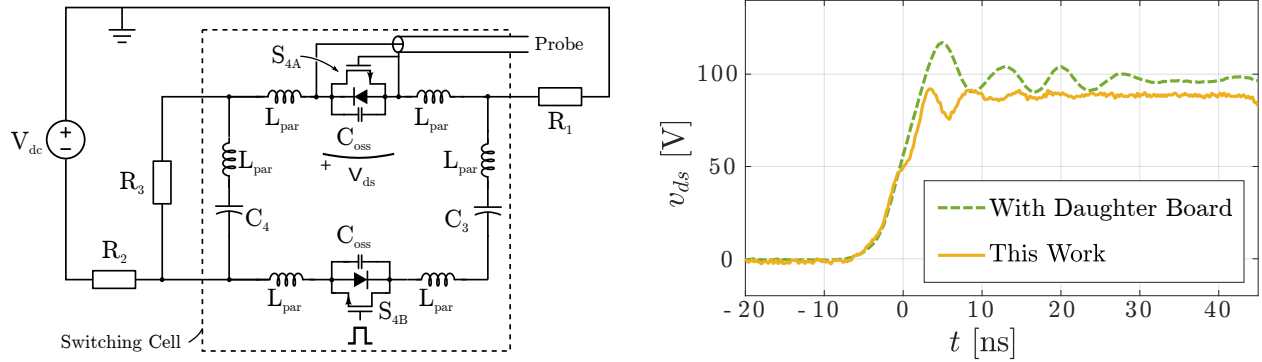 Probe
S4A
Lpar
Lpar
R1
Coss
+
vds
Vdc
R3
Lpar
Lpar
C4
C3
Coss
R2
Lpar
Lpar
S4B
Switching Cell
vds [V]
100
50
0
With Daughter Board
This Work
-20
-10
0
10
20
30
40
t [ns]